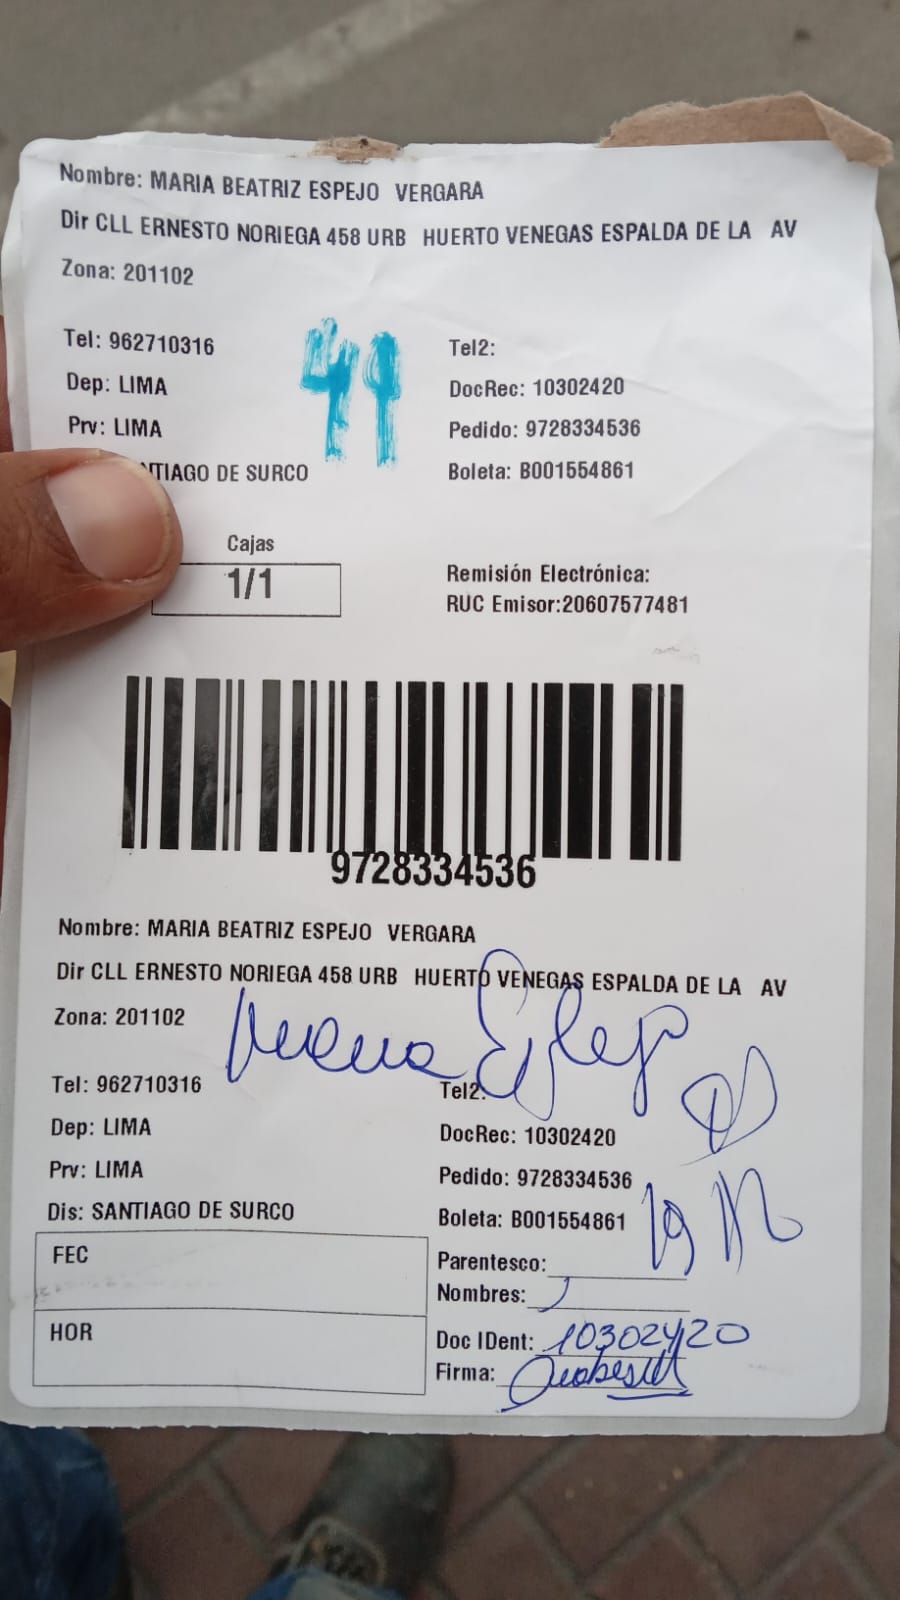 Nombre: MARIA BEATRIZ ESPEJO VERGARA
Dir CLL ERNESTO NORIEGA 458 URB HUERTO VENEGAS ESPALDA DE LA AV
Zona: 201102
49
Tel: 962710316 Tel2:
Dep: LIMA DocRec: 10302420
Prv: LIMA Pedido: 9728334536
NTIAGO DE SURCO Boleta: B001554861
Cajas
1/1
Remisión Electrónica:
RUC Emisor:20607577481
9728334536
Nombre: MARIA BEATRIZ ESPEJO VERGARA
Dir CLL ERNESTO NORIEGA 458 URB HUERTO VENEGAS ESPALDA DE LA AV
Zona: 201102
Tel: 962710316 Tel2:
Dep: LIMA DocRec: 10302420
Prv: LIMA Pedido: 9728334536
Dis: SANTIAGO DE SURCO Boleta: B001554861
FEC
Parentesco:
Nombres:
HOR
Doc IDent: 10302420
Firma: